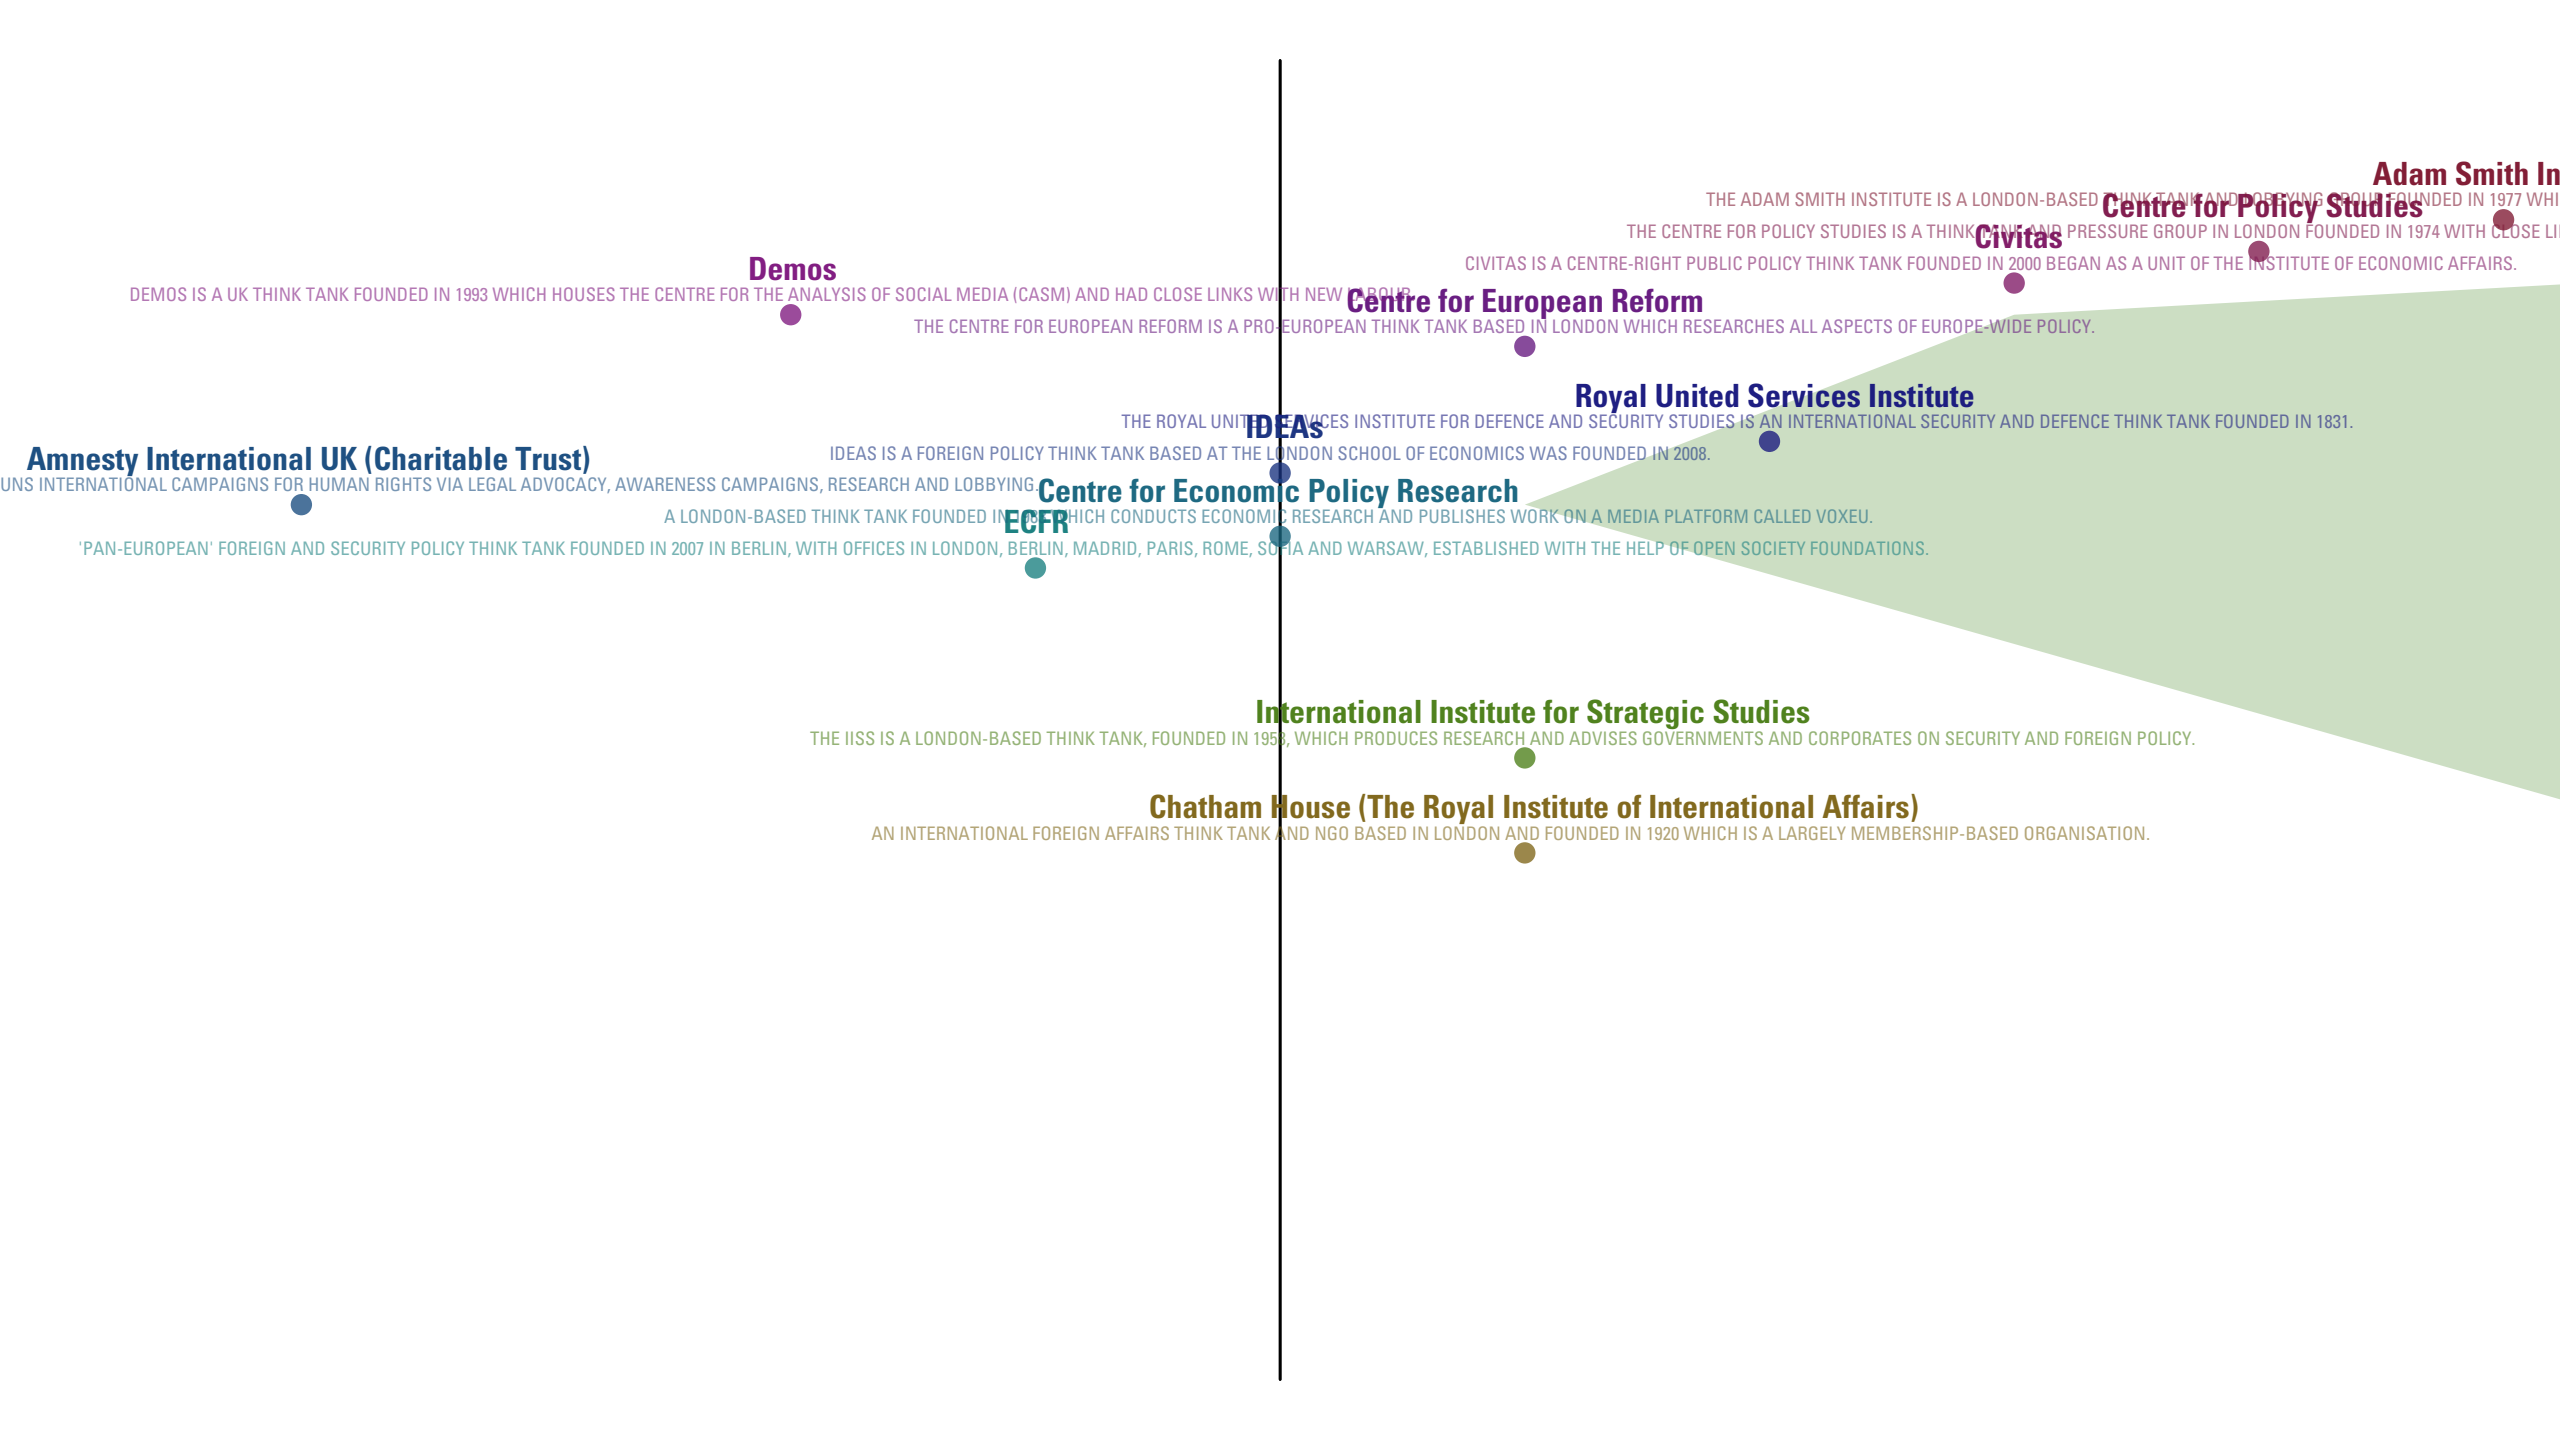 Adam Smith In
THE ADAM SMITH INSTITUTE IS A LONDON-BASED THINK TANK AND LOBBYING GROUP FOUNDED IN 1977 WHI
Centre for Policy Studies
THE CENTRE FOR POLICY STUDIES IS A THINK TANK AND PRESSURE GROUP IN LONDON FOUNDED IN 1974 WITH CLOSE LI
Civitas
CIVITAS IS A CENTRE-RIGHT PUBLIC POLICY THINK TANK FOUNDED IN 2000 BEGAN AS A UNIT OF THE INSTITUTE OF ECONOMIC AFFAIRS.
Demos
DEMOS IS A UK THINK TANK FOUNDED IN 1993 WHICH HOUSES THE CENTRE FOR THE ANALYSIS OF SOCIAL MEDIA (CASM) AND HAD CLOSE LINKS WITH NEW LABOUR.
Centre for European Reform
THE CENTRE FOR EUROPEAN REFORM IS A PRO-EUROPEAN THINK TANK BASED IN LONDON WHICH RESEARCHES ALL ASPECTS OF EUROPE-WIDE POLICY.
Royal United Services Institute
THE ROYAL UNITED SERVICES INSTITUTE FOR DEFENCE AND SECURITY STUDIES IS AN INTERNATIONAL SECURITY AND DEFENCE THINK TANK FOUNDED IN 1831.
IDEAs
IDEAS IS A FOREIGN POLICY THINK TANK BASED AT THE LONDON SCHOOL OF ECONOMICS WAS FOUNDED IN 2008.
Amnesty International UK (Charitable Trust)
UNS INTERNATIONAL CAMPAIGNS FOR HUMAN RIGHTS VIA LEGAL ADVOCACY, AWARENESS CAMPAIGNS, RESEARCH AND LOBBYING.
Centre for Economic Policy Research
A LONDON-BASED THINK TANK FOUNDED IN WHICH CONDUCTS ECONOMIC RESEARCH AND PUBLISHES WORK ON A MEDIA PLATFORM CALLED VOXEU.
ECFR
'PAN-EUROPEAN' FOREIGN AND SECURITY POLICY THINK TANK FOUNDED IN 2007 IN BERLIN, WITH OFFICES IN LONDON, BERLIN, MADRID, PARIS, ROME, SOFIA AND WARSAW, ESTABLISHED WITH THE HELP OF OPEN SOCIETY FOUNDATIONS.
International Institute for Strategic Studies
THE IISS IS A LONDON-BASED THINK TANK, FOUNDED IN 1958, WHICH PRODUCES RESEARCH AND ADVISES GOVERNMENTS AND CORPORATES ON SECURITY AND FOREIGN POLICY.
Chatham House (The Royal Institute of International Affairs)
AN INTERNATIONAL FOREIGN AFFAIRS THINK TANK AND NGO BASED IN LONDON AND FOUNDED IN 1920 WHICH IS A LARGELY MEMBERSHIP-BASED ORGANISATION.